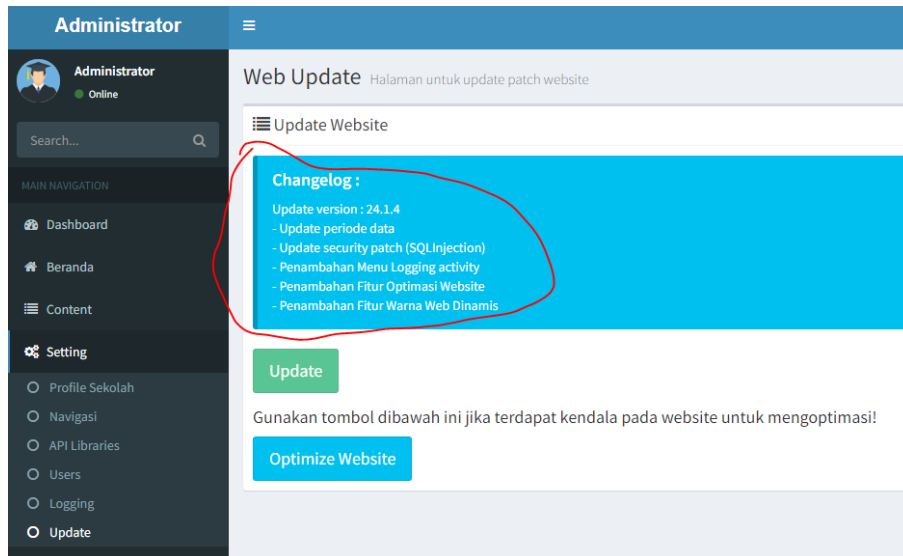 Administrator
Administrator
Online
Search...
MAIN NAVIGATION
Dashboard
Beranda
Content
Setting
Profile Sekolah
Navigasi
API Libraries
Users
Logging
Update
Web Update Halaman untuk update patch website
Update Website
Changelog :
Update version : 24.1.4
- Update periode data
- Update security patch (SQLInjection)
- Penambahan Menu Logging activity
- Penambahan Fitur Optimasi Website
- Penambahan Fitur Warna Web Dinamis
Update
Gunakan tombol dibawah ini jika terdapat kendala pada website untuk mengoptimasi!
Optimize Website